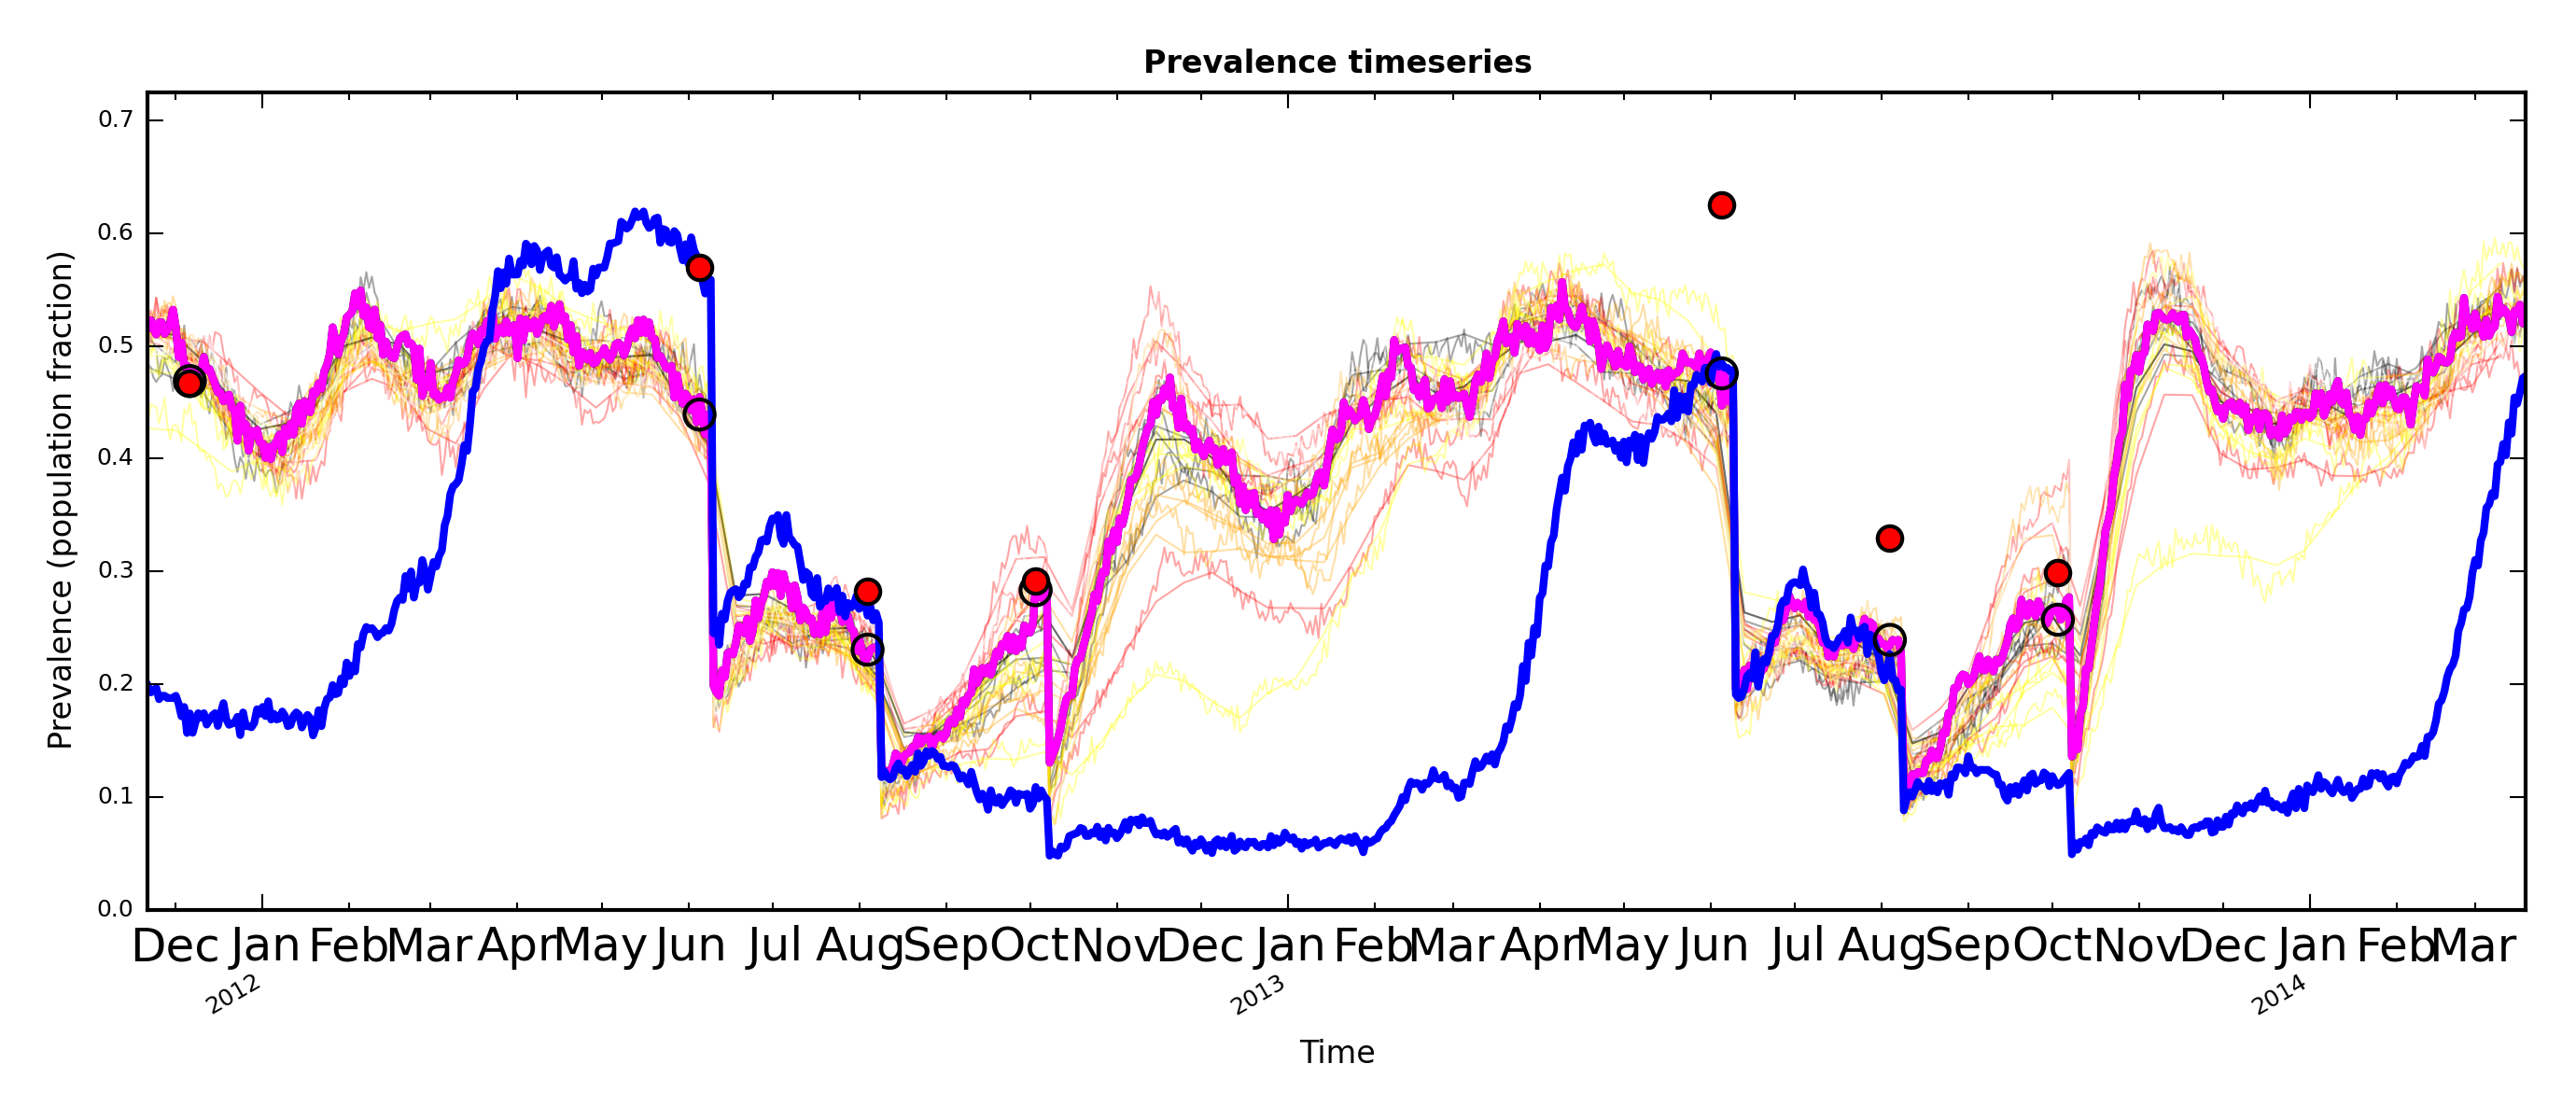 Prevalence timeseries
Prevalence (population fraction)
0.7
0.6
0.5
0.4
0.3
0.2
0.1
0.0
Dec Jan Feb Mar Apr May Jun Jul Aug Sep Oct Nov Dec Jan Feb Mar Apr May Jun Jul Aug Sep Oct Nov Dec Jan Feb Mar
2012 2013 2014
Time